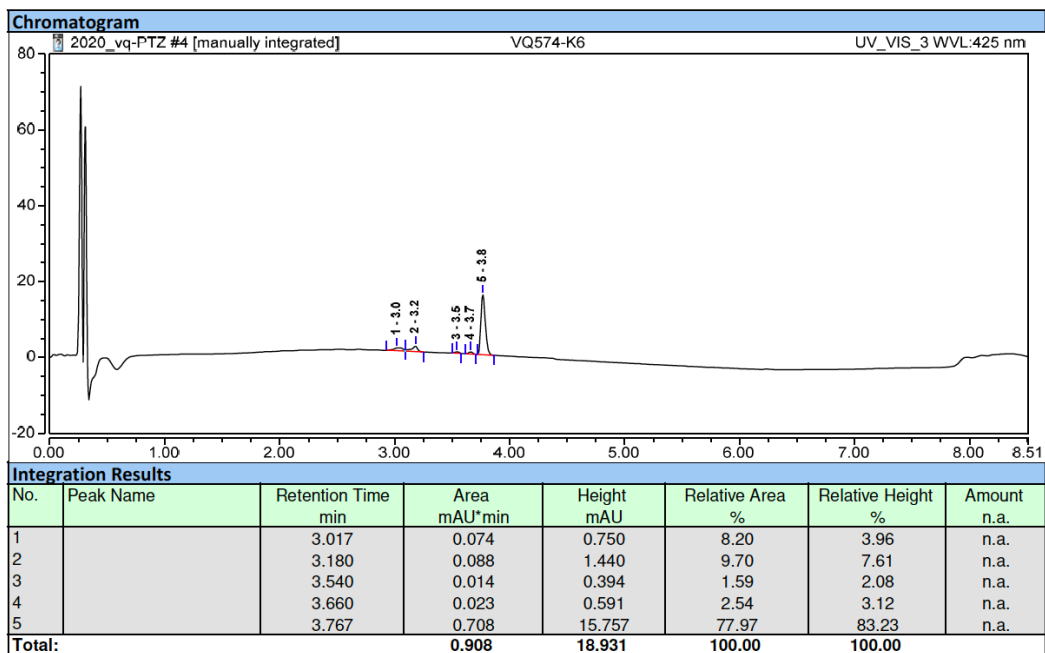 Chromatogram
2020_vq-PTZ #4 [manually integrated] VQ574-K6 UV_VIS_3 WVL:425 nm
80
60
40
20
0
-20
1 - 3.0
2 - 3.2
3 - 3.5
4 - 3.7
5 - 3.8
0.00 1.00 2.00 3.00 4.00 5.00 6.00 7.00 8.00 8.51
Integration Results
No. Peak Name Retention Time Area Height Relative Area Relative Height Amount
min mAU*min mAU % % n.a.
1 3.017 0.074 0.750 8.20 3.96 n.a.
2 3.180 0.088 1.440 9.70 7.61 n.a.
3 3.540 0.014 0.394 1.59 2.08 n.a.
4 3.660 0.023 0.591 2.54 3.12 n.a.
5 3.767 0.708 15.757 77.97 83.23 n.a.
Total: 0.908 18.931 100.00 100.00